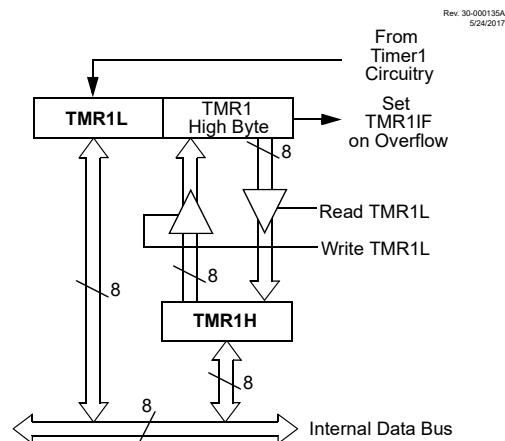 Rev. 30-000135A
5/24/2017
From
Timer1
Circuitry
TMR1L
TMR1
High Byte
Set
TMR1IF
on Overflow
8
Read TMR1L
Write TMR1L
8
8
TMR1H
8
8
Internal Data Bus